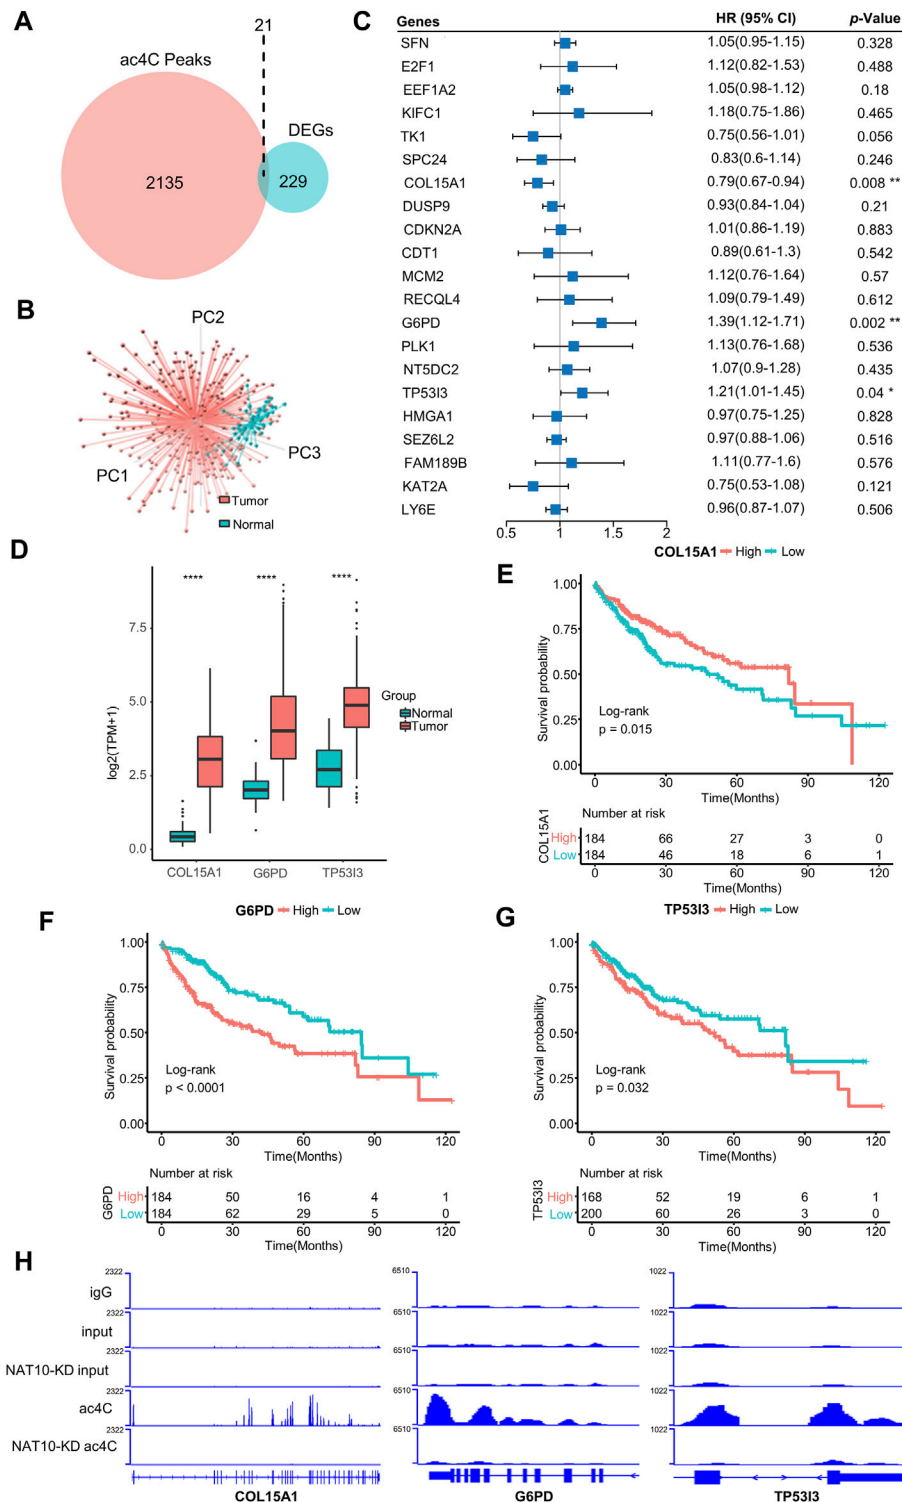 A
21
ac4C Peaks
DEGs
2135
229
B
PC2
PC3
PC1
Tumor
Normal
C
Genes HR (95% CI) p-Value
SFN 1.05(0.95-1.15) 0.328
E2F1 1.12(0.82-1.53) 0.488
EEF1A2 1.05(0.98-1.12) 0.18
KIFC1 1.18(0.75-1.86) 0.465
TK1 0.75(0.56-1.01) 0.056
SPC24 0.83(0.6-1.14) 0.246
COL15A1 0.79(0.67-0.94) 0.008 **
DUSP9 0.93(0.84-1.04) 0.21
CDKN2A 1.01(0.86-1.19) 0.883
CDT1 0.89(0.61-1.3) 0.542
MCM2 1.12(0.76-1.64) 0.57
RECQL4 1.09(0.79-1.49) 0.612
G6PD 1.39(1.12-1.71) 0.002 **
PLK1 1.13(0.76-1.68) 0.536
NT5DC2 1.07(0.9-1.28) 0.435
TP53I3 1.21(1.01-1.45) 0.04 *
HMGA1 0.97(0.75-1.25) 0.828
SEZ6L2 0.97(0.88-1.06) 0.516
FAM189B 1.11(0.77-1.6) 0.576
KAT2A 0.75(0.53-1.08) 0.121
LY6E 0.96(0.87-1.07) 0.506
0.5 1 1.5 2
D
**** **** ****
7.5
5.0
2.5
0.0
log2(TPM+1)
COL15A1 G6PD TP53I3
Group
Normal
Tumor
E
COL15A1 High Low
1.00
0.75
0.50
0.25
0.00
Survival probability
Log-rank
p = 0.015
0 30 60 90 120
Time(Months)
Number at risk
COL15A1
High 184 66 27 3 0
Low 184 46 18 6 1
0 30 60 90 120
Time(Months)
F
G6PD High Low
1.00
0.75
0.50
0.25
0.00
Survival probability
Log-rank
p < 0.0001
0 30 60 90 120
Time(Months)
Number at risk
G6PD
High 184 50 16 4 1
Low 184 62 29 5 0
0 30 60 90 120
Time(Months)
G
TP53I3 High Low
1.00
0.75
0.50
0.25
0.00
Survival probability
Log-rank
p = 0.032
0 30 60 90 120
Time(Months)
Number at risk
TP53I3
High 168 52 19 6 1
Low 200 60 26 3 0
0 30 60 90 120
Time(Months)
H
2322 6510 1022
igG
2322 6510 1022
input
2322 6510 1022
NAT10-KD input
2322 6510 1022
ac4C
2322 6510 1022
NAT10-KD ac4C
COL15A1 G6PD TP53I3